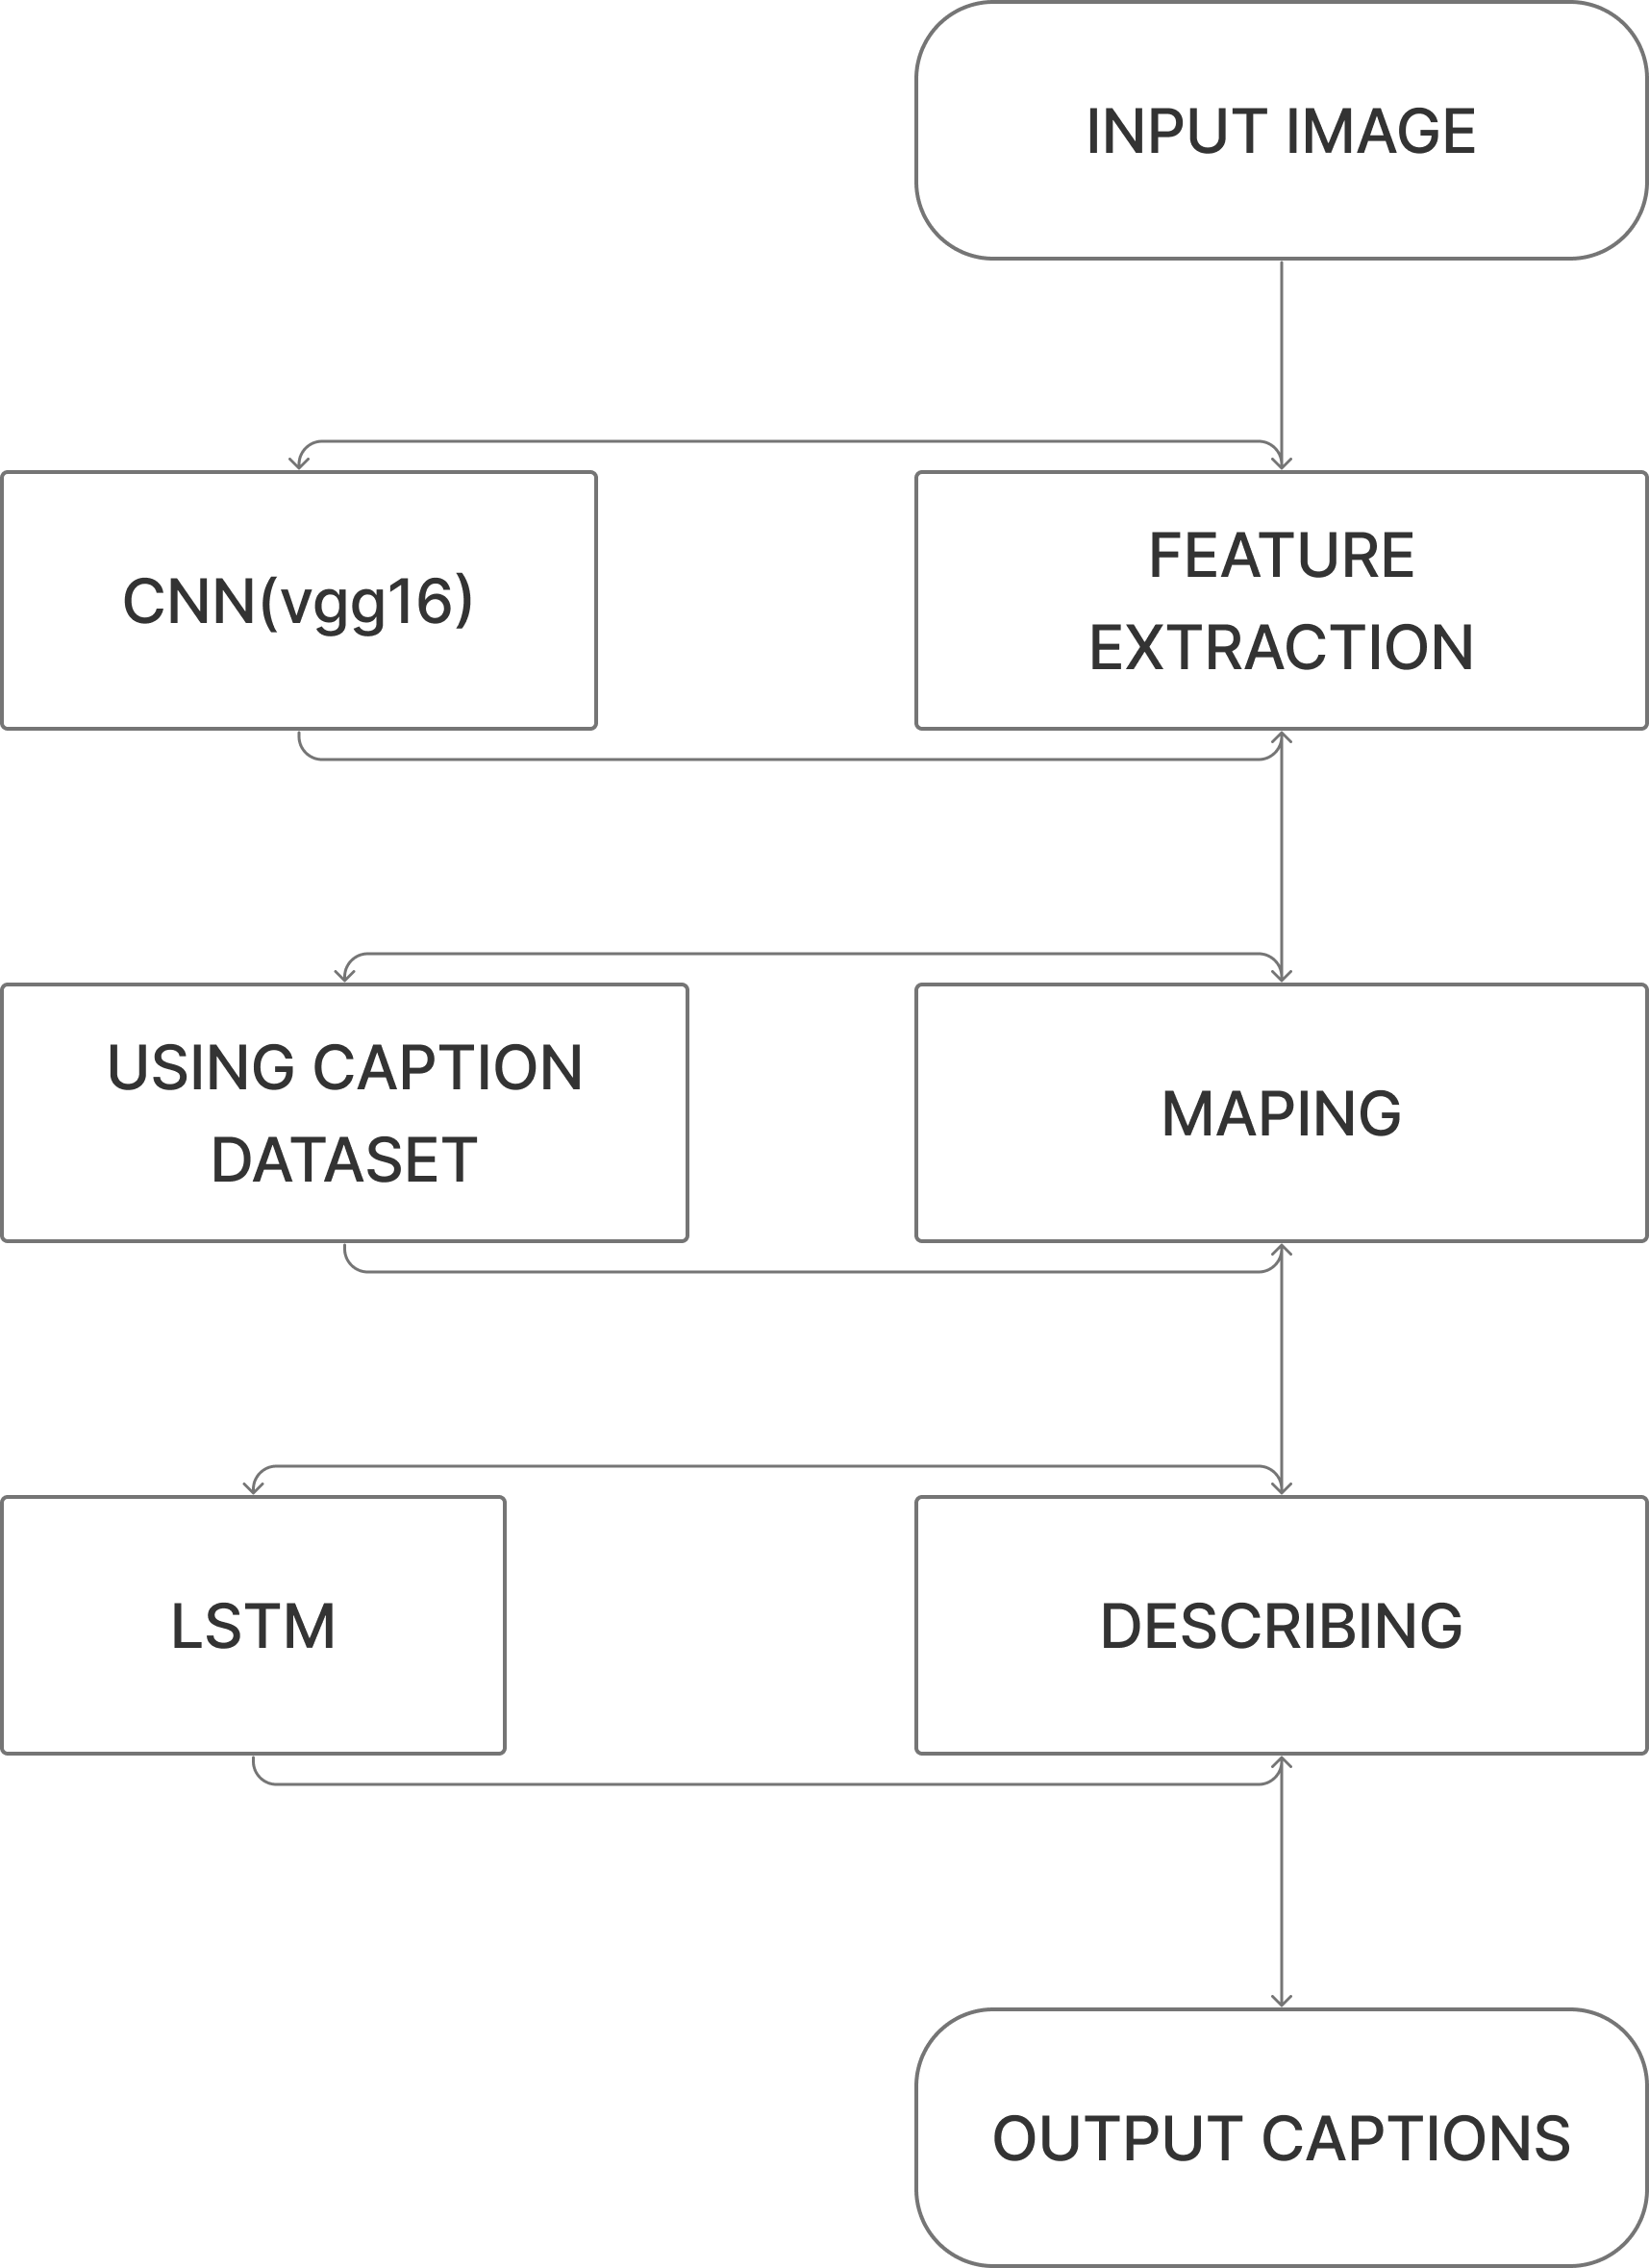 INPUT IMAGE
CNN(vgg16)
FEATURE
EXTRACTION
USING CAPTION
DATASET
MAPING
LSTM
DESCRIBING
OUTPUT CAPTIONS